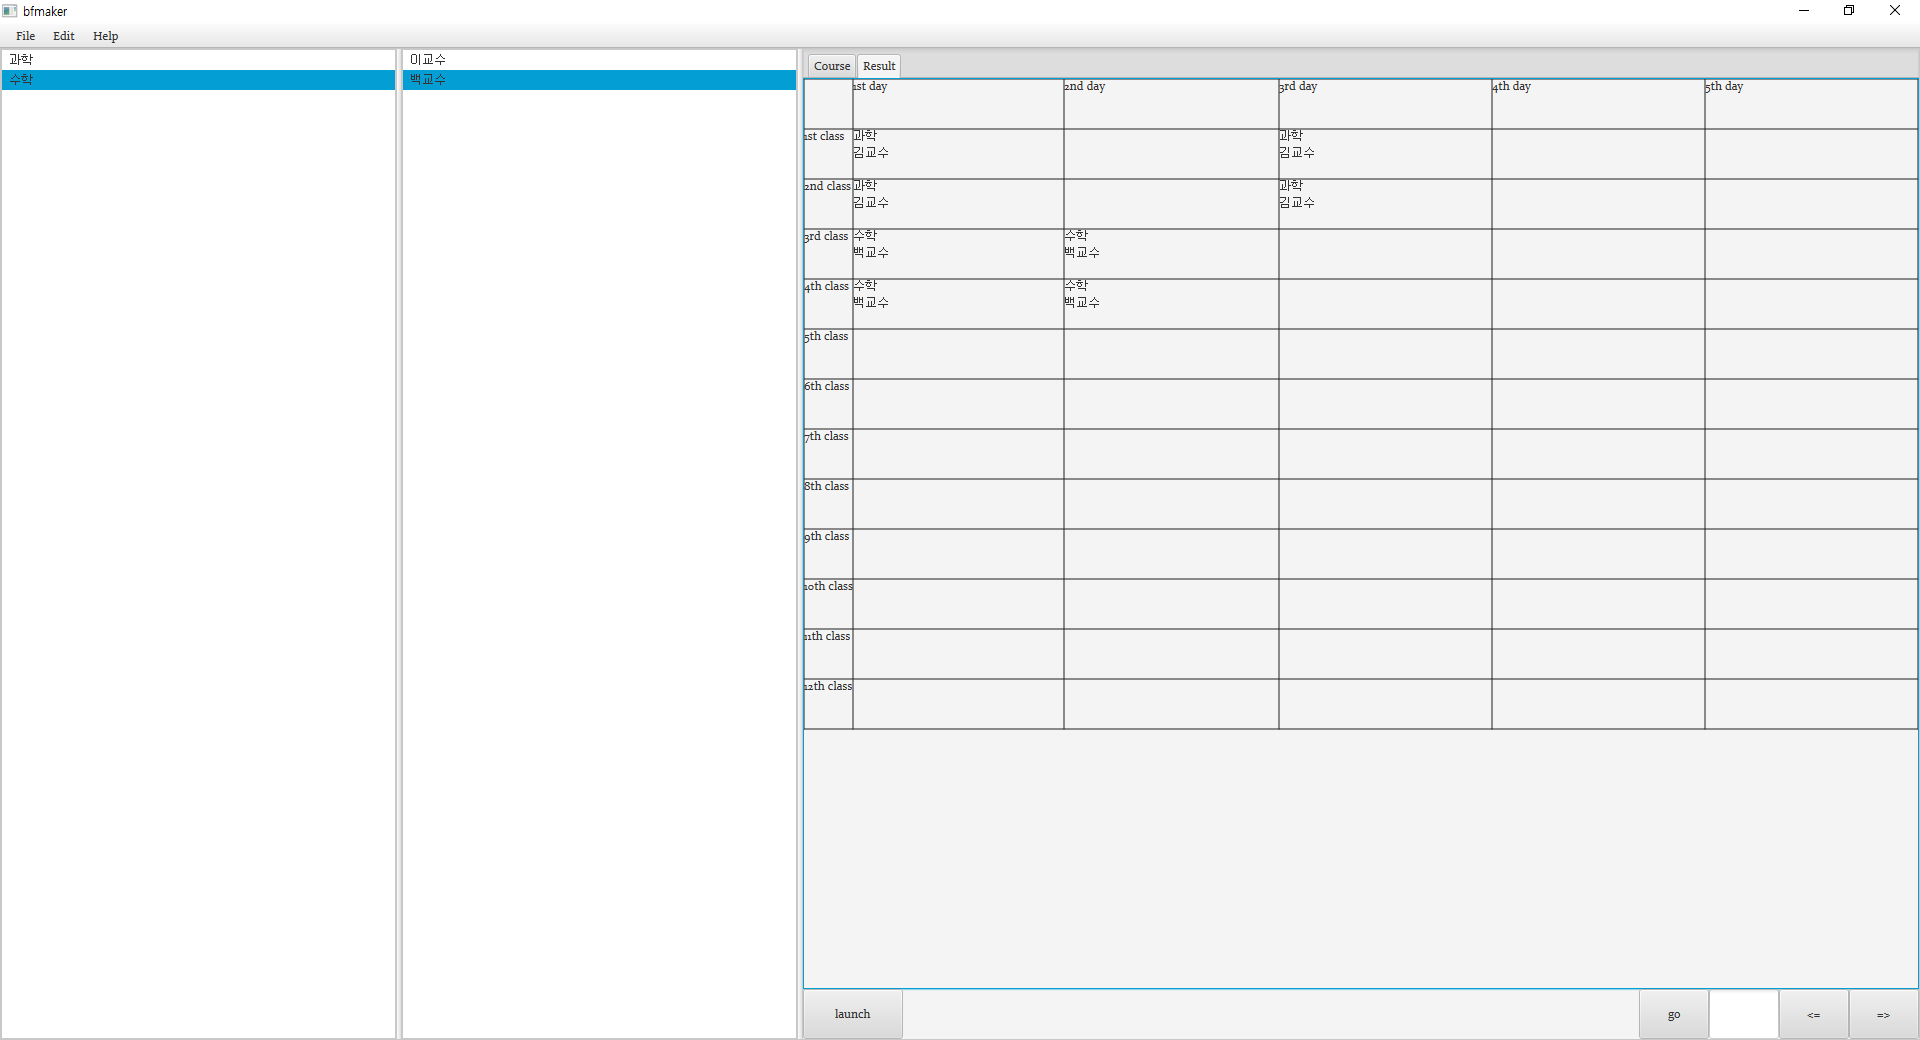 bfmaker
File Edit Help
과학
수학
이교수
백교수
Course Result
1st day 2nd day 3rd day 4th day 5th day
1st class 과학 과학
김교수 김교수
2nd class 과학 과학
김교수 김교수
3rd class 수학 수학
백교수 백교수
4th class 수학 수학
백교수 백교수
5th class
6th class
7th class
8th class
9th class
10th class
11th class
12th class
launch go <= =>